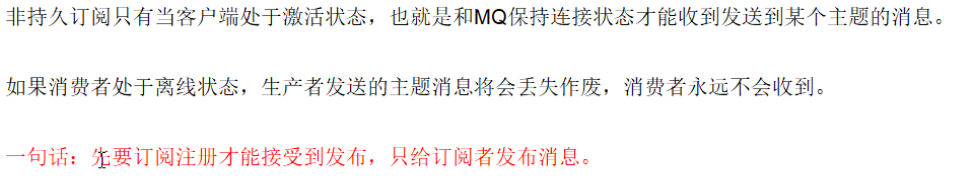 非持久订阅只有当客户端处于激活状态，也就是和MQ保持连接状态才能收到发送到某个主题的消息。
如果消费者处于离线状态，生产者发送的主题消息将会丢失作废，消费者永远不会收到。
一句话：先要订阅注册才能接受到发布，只给订阅者发布消息。